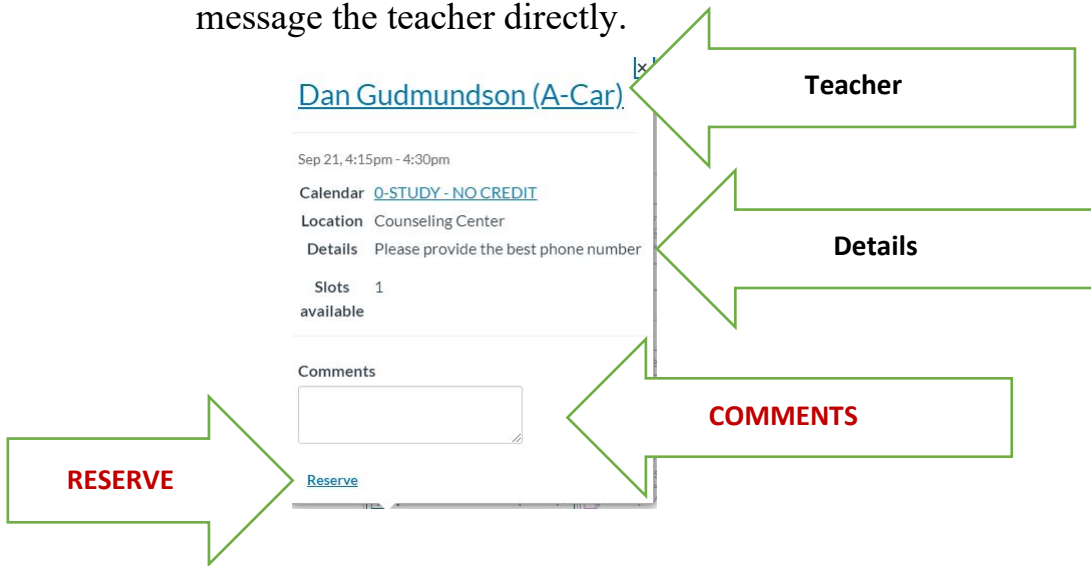 message the teacher directly.
×
Dan Gudmundson (A-Car)
Teacher
Sep 21, 4:15pm - 4:30pm
Calendar 0-STUDY - NO CREDIT
Location Counseling Center
Details Please provide the best phone number
Details
Slots available 1
Comments
COMMENTS
RESERVE
Reserve